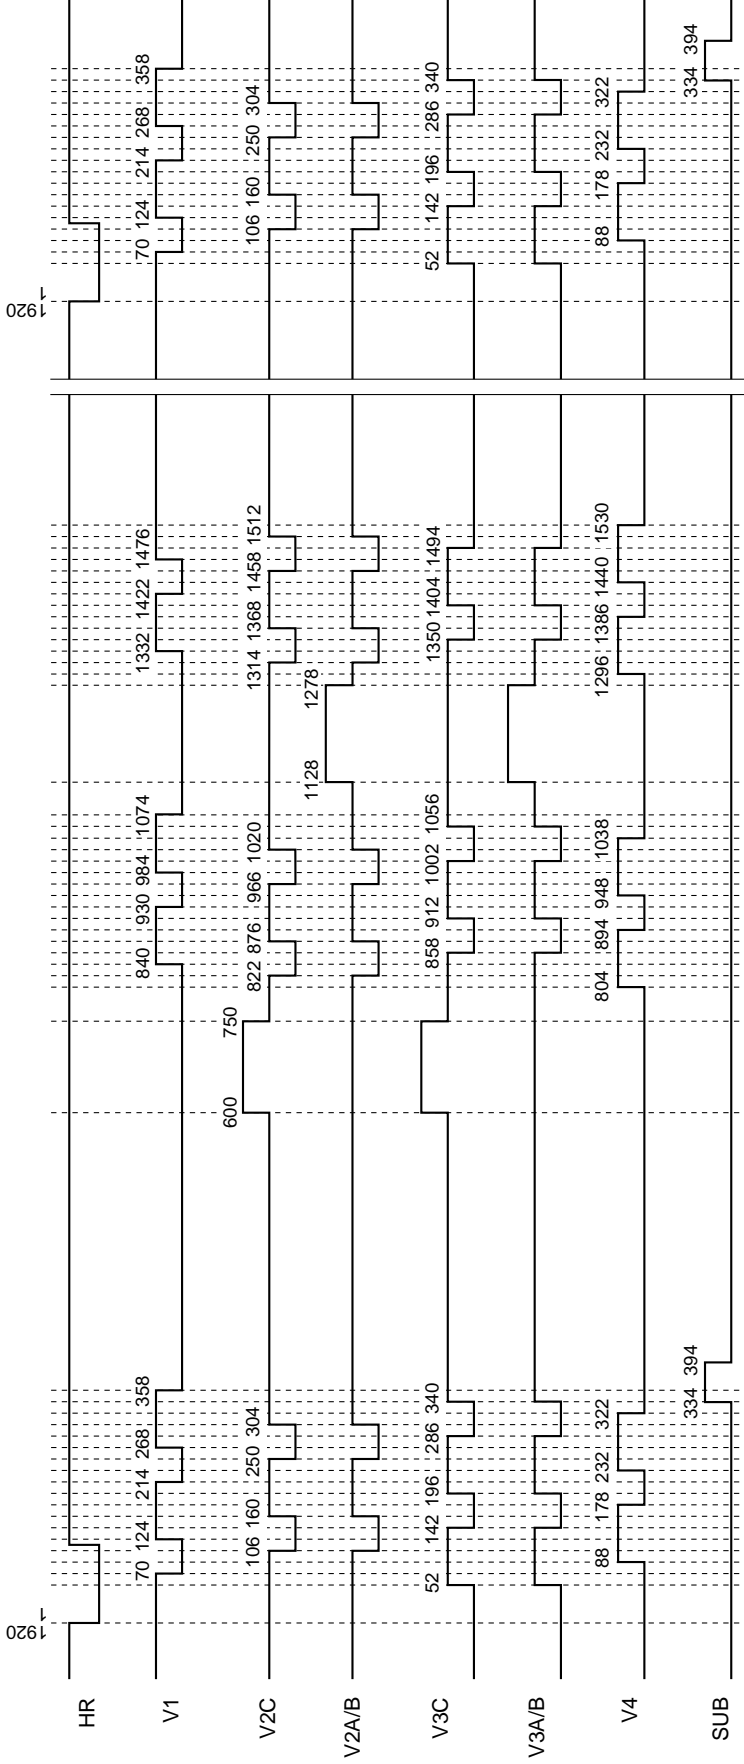 1920 1 1920 1
HR
70 124 214 268 358 840 930 984 1074 1332 1422 1476 70 124 214 268 358
V1
600 750
106 160 250 304 822 876 966 1020 1314 1368 1458 1512 106 160 250 304
V2C
1128 1278
V2A/B
52 142 196 286 340 858 912 1002 1056 1350 1404 1494 52 142 196 286 340
V3C
V3A/B
88 178 232 322 804 894 948 1038 1296 1386 1440 1530 88 178 232 322
V4
334 394 334 394
SUB